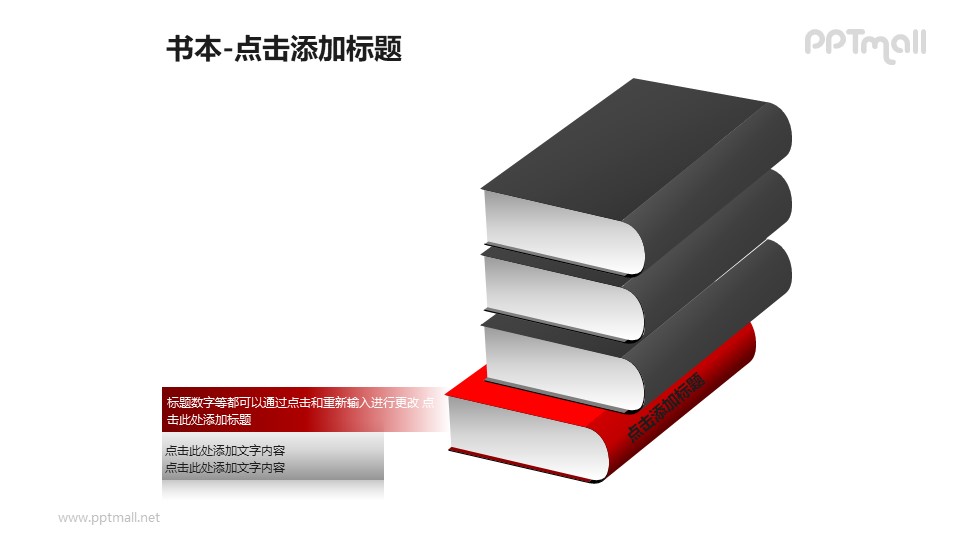 书本-点击添加标题
PPTmall
点击添加标题
标题数字等都可以通过点击和重新输入进行更改 点
击此处添加标题
点击此处添加文字内容
点击此处添加文字内容
www.pptmall.net